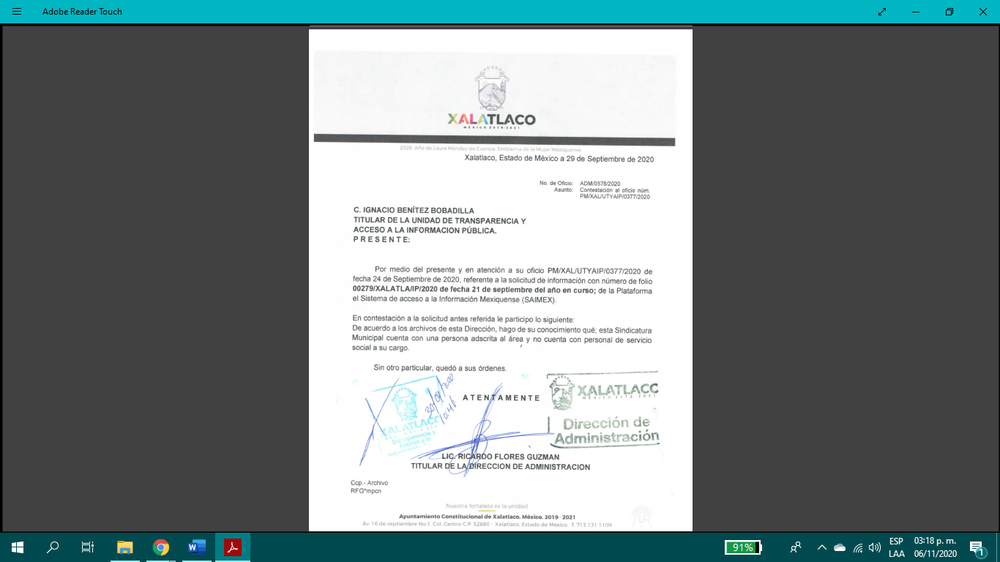 Adobe Reader Touch
XALATLACO
MÉXICO 2019-2021
2020. Año de Laura Méndez de Cuenca. Emblema de la Mujer Mexiquense.
Xalatlaco, Estado de México a 29 de Septiembre de 2020
No. de Oficio: ADM/0578/2020
Asunto: Contestación al oficio núm.
PM/XAL/UTYAIP/0377/2020
C. IGNACIO BENÍTEZ BOBADILLA
TITULAR DE LA UNIDAD DE TRANSPARENCIA Y
ACCESO A LA INFORMACION PÚBLICA.
P R E S E N T E:
Por medio del presente y en atención a su oficio PM/XAL/UTYAIP/0377/2020 de
fecha 24 de Septiembre de 2020, referente a la solicitud de información con número de folio
00279/XALATLA/IP/2020 de fecha 21 de septiembre del año en curso; de la Plataforma
el Sistema de acceso a la Información Mexiquense (SAIMEX).
En contestación a la solicitud antes referida le participo lo siguiente:
De acuerdo a los archivos de esta Dirección, hago de su conocimiento qué; esta Sindicatura
Municipal cuenta con una persona adscrita al área y no cuenta con personal de servicio
social a su cargo.
Sin otro particular, quedó a sus órdenes.
A T E N T A M E N T E
XALATLACO
Transparencia y
Acceso a la
XALATLACC
MÉXICO 2019 2021
Dirección de
Administración
LIC. RICARDO FLORES GUZMAN
TITULAR DE LA DIRECCION DE ADMINISTRACION
Ccp.- Archivo
RFG*mpcn
Nuestra fortaleza es la unidad
Ayuntamiento Constitucional de Xalatlaco, México. 2019 - 2021
Av. 16 de septiembre No.1. Col. Centro C.P. 52680 - Xalatlaco, Estado de México. T. 713 131 1109
91%
ESP
LAA
03:18 p. m.
06/11/2020
1